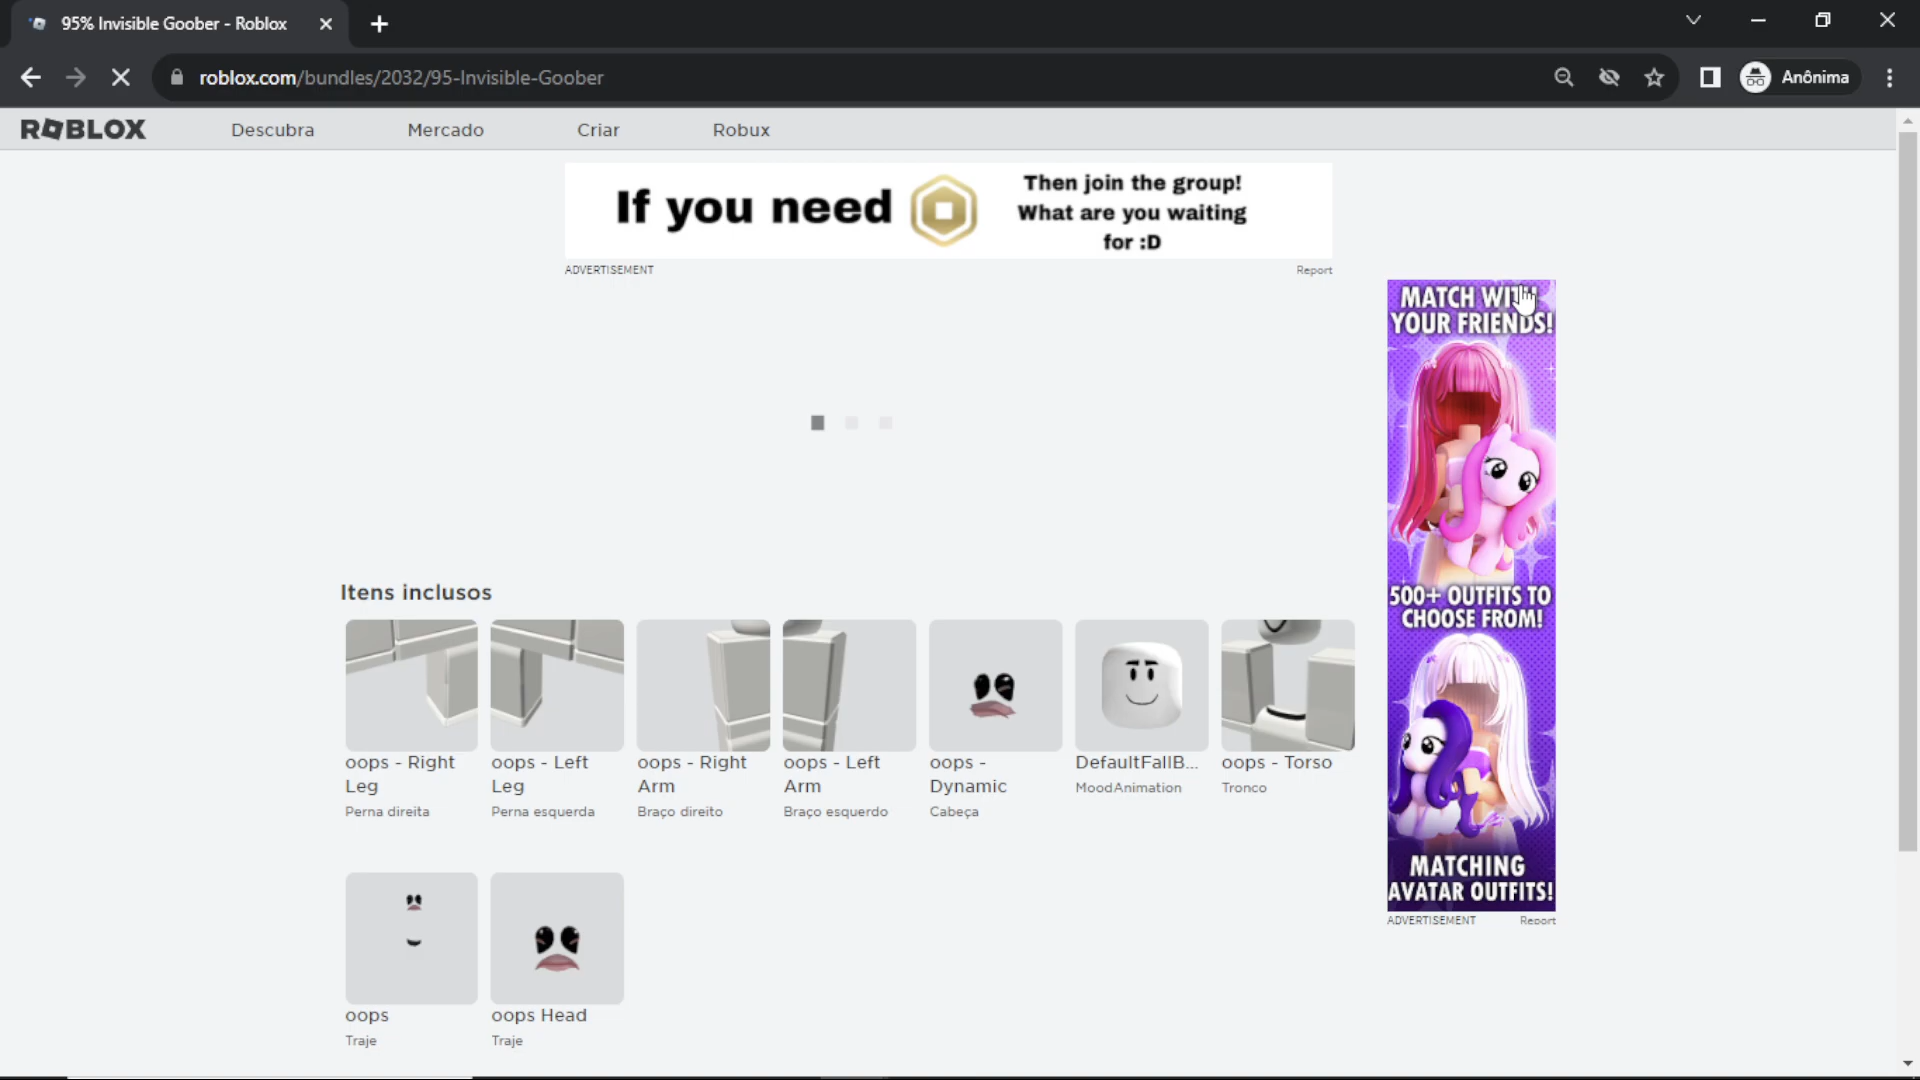 95% Invisible Goober - Roblox
roblox.com/bundles/2032/95-Invisible-Goober
Anônima
ROBLOX
Descubra
Mercado
Criar
Robux
If you need
Then join the group!
What are you waiting
for :D
ADVERTISEMENT
Report
MATCH WITH
YOUR FRIENDS!
500+ OUTFITS TO
CHOOSE FROM!
MATCHING
AVATAR OUTFITS!
ADVERTISEMENT
Report
Itens inclusos
oops - Right
Leg
Perna direita
oops - Left
Leg
Perna esquerda
oops - Right
Arm
Braço direito
oops - Left
Arm
Braço esquerdo
oops -
Dynamic
Cabeça
DefaultFallB...
MoodAnimation
oops - Torso
Tronco
oops
Traje
oops Head
Traje